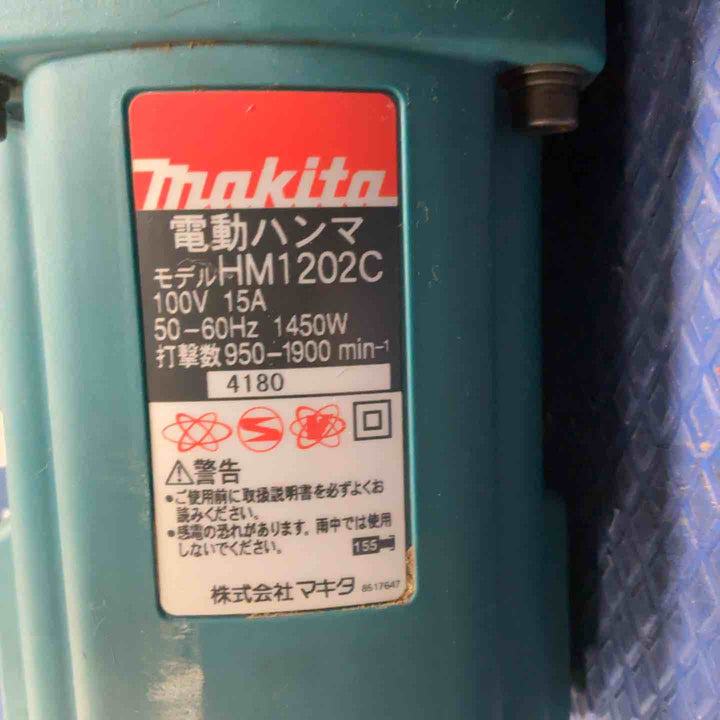 makita
電動ハンマ
モデルHM1202C
100V 15A
50-60Hz 1450W
打撃数950-1900 min-1
4180
警告
•ご使用前に取扱説明書を必ずよくお
読みください。
•感電の恐れがあります。雨中では使用
しないでください。
155
株式会社 マキタ 851764T